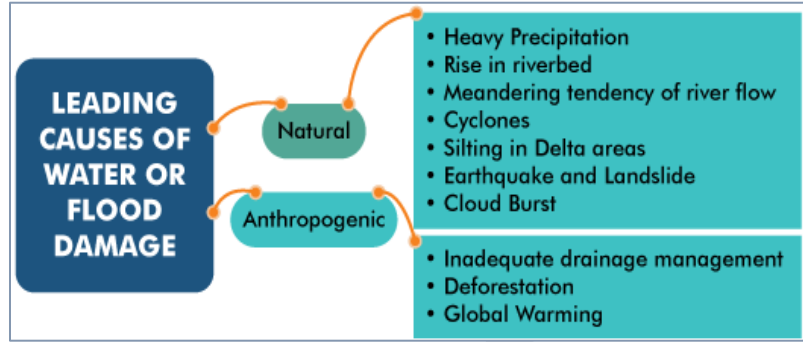 LEADING
CAUSES OF
WATER OR
FLOOD
DAMAGE
Natural
• Heavy Precipitation
• Rise in riverbed
• Meandering tendency of river flow
• Cyclones
• Silting in Delta areas
• Earthquake and Landslide
• Cloud Burst
Anthropogenic
• Inadequate drainage management
• Deforestation
• Global Warming